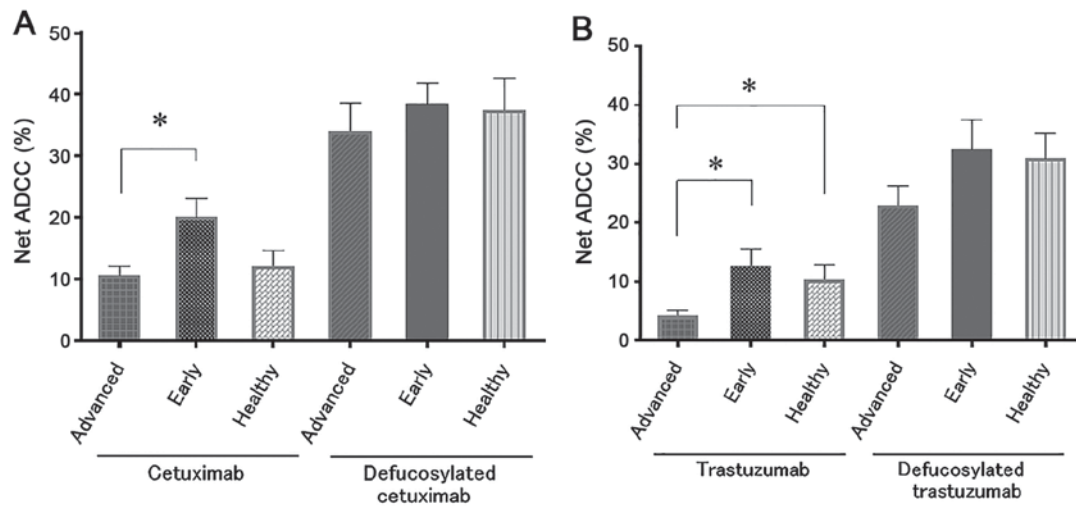 A
Net ADCC (%)
50
40
30
20
10
0
*
Advanced
Early
Healthy
Advanced
Early
Healthy
Cetuximab
Defucosylated
cetuximab
B
Net ADCC (%)
50
40
30
20
10
0
*
*
Advanced
Early
Healthy
Advanced
Early
Healthy
Trastuzumab
Defucosylated
trastuzumab